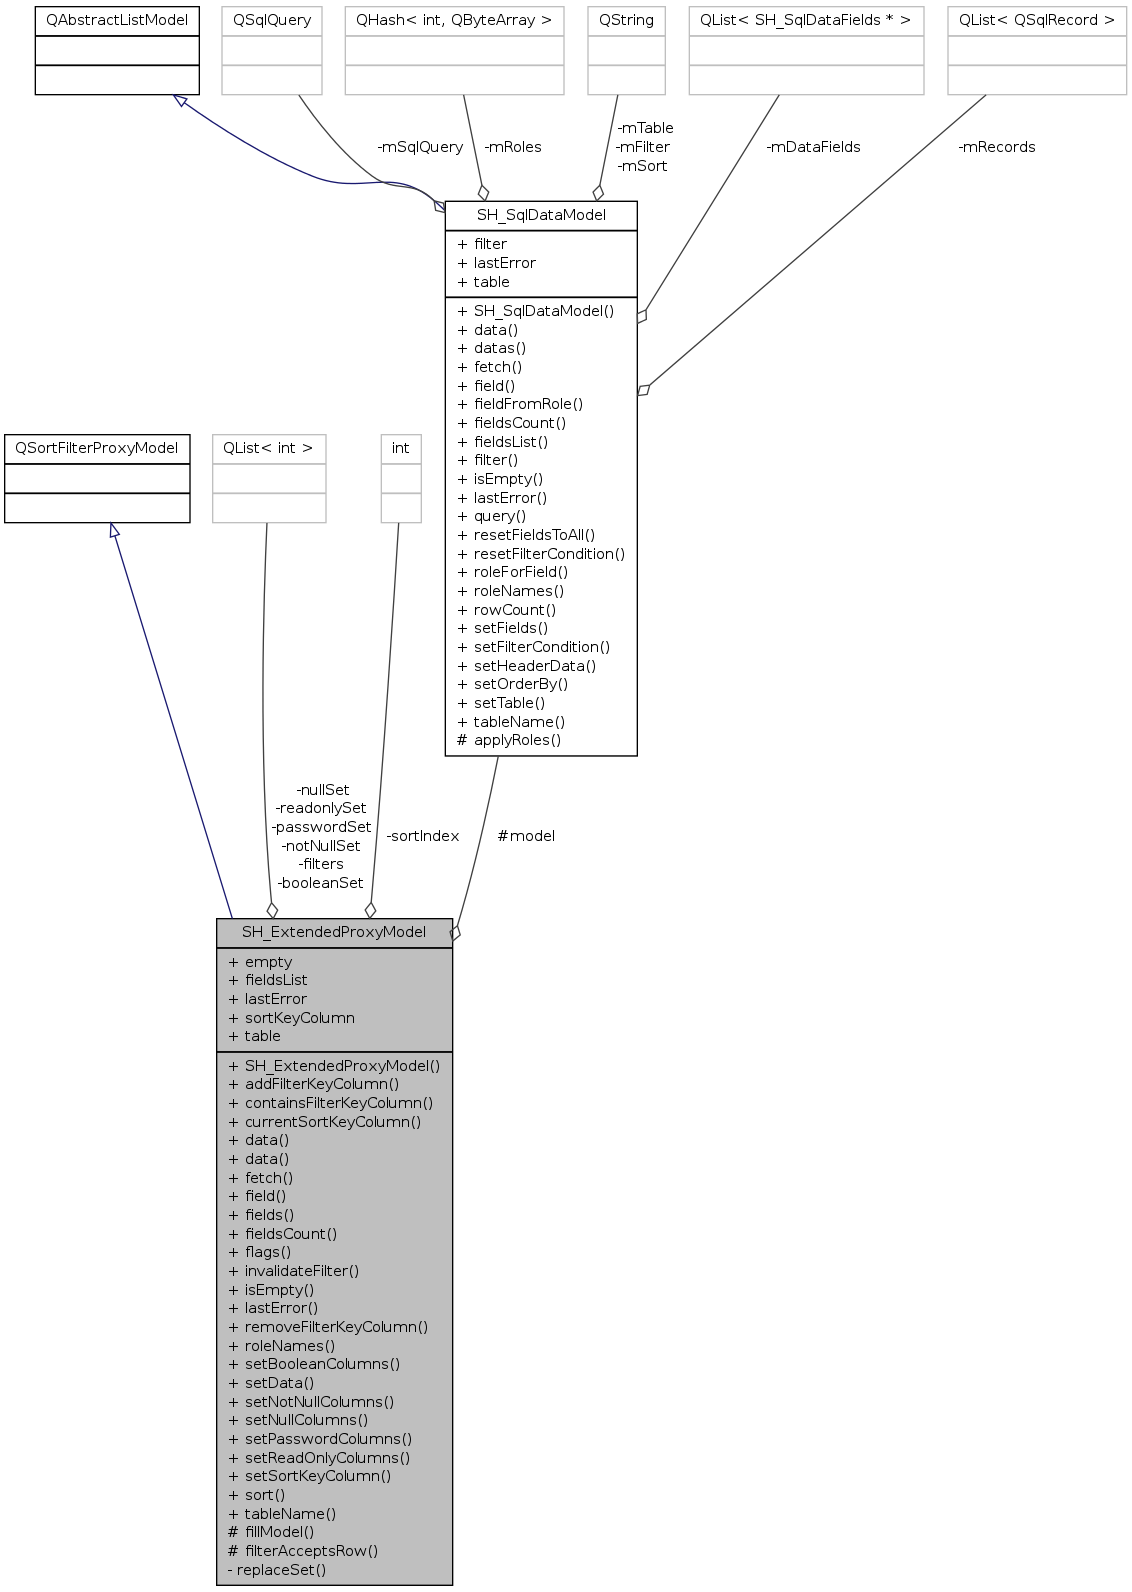 QAbstractListModel
QSqlQuery
QHash< int, QByteArray >
QString
QList< SH_SqlDataFields * >
QList< QSqlRecord >
-mSqlQuery
-mRoles
-mTable
-mFilter
-mSort
-mDataFields
-mRecords
SH_SqlDataModel
+ filter
+ lastError
+ table
+ SH_SqlDataModel()
+ data()
+ datas()
+ fetch()
+ field()
+ fieldFromRole()
+ fieldsCount()
+ fieldsList()
+ filter()
+ isEmpty()
+ lastError()
+ query()
+ resetFieldsToAll()
+ resetFilterCondition()
+ roleForField()
+ roleNames()
+ rowCount()
+ setFields()
+ setFilterCondition()
+ setHeaderData()
+ setOrderBy()
+ setTable()
+ tableName()
# applyRoles()
QSortFilterProxyModel
QList< int >
int
-nullSet
-readonlySet
-passwordSet
-notNullSet
-filters
-booleanSet
-sortIndex
#model
SH_ExtendedProxyModel
+ empty
+ fieldsList
+ lastError
+ sortKeyColumn
+ table
+ SH_ExtendedProxyModel()
+ addFilterKeyColumn()
+ containsFilterKeyColumn()
+ currentSortKeyColumn()
+ data()
+ data()
+ fetch()
+ field()
+ fields()
+ fieldsCount()
+ flags()
+ invalidateFilter()
+ isEmpty()
+ lastError()
+ removeFilterKeyColumn()
+ roleNames()
+ setBooleanColumns()
+ setData()
+ setNotNullColumns()
+ setNullColumns()
+ setPasswordColumns()
+ setReadOnlyColumns()
+ setSortKeyColumn()
+ sort()
+ tableName()
# fillModel()
# filterAcceptsRow()
- replaceSet()